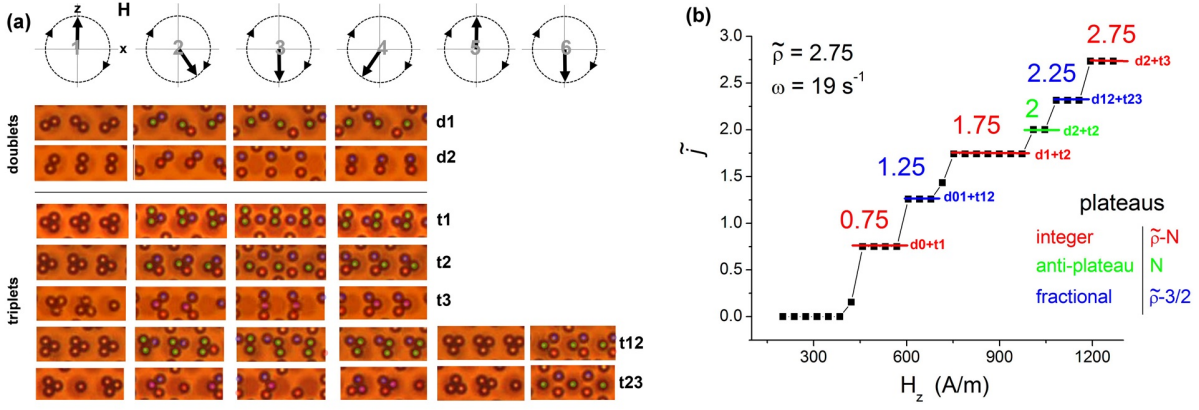 (a)
H
z
x
1 2 3 4 5 6
doublets
d1
d2
triplets
t1
t2
t3
t12
t23
(b)
ρ̃ = 2.75
ω = 19 s⁻¹
3.0
2.5
2.0
1.5
1.0
0.5
0.0
j̃
2.75
d2+t3
2.25
d12+t23
2
d2+t2
1.75
d1+t2
1.25
d01+t12
0.75
d0+t1
plateaus
integer ρ̃-N
anti-plateau N
fractional ρ̃-3/2
300 600 900 1200
Hz (A/m)